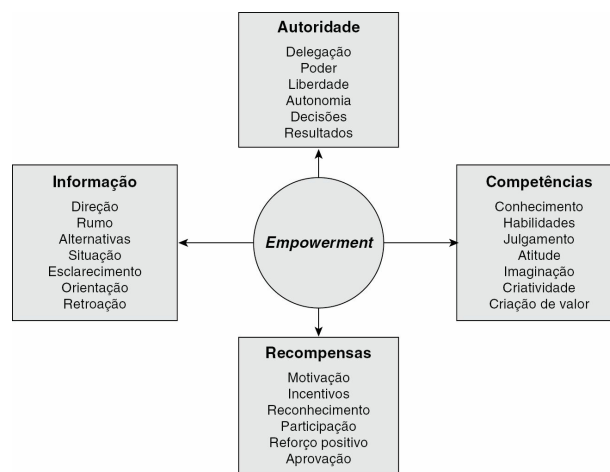 Autoridade
Delegação
Poder
Liberdade
Autonomia
Decisões
Resultados
Informação
Direção
Rumo
Alternativas
Situação
Esclarecimento
Orientação
Retroação
Empowerment
Competências
Conhecimento
Habilidades
Julgamento
Atitude
Imaginação
Criatividade
Criação de valor
Recompensas
Motivação
Incentivos
Reconhecimento
Participação
Reforço positivo
Aprovação